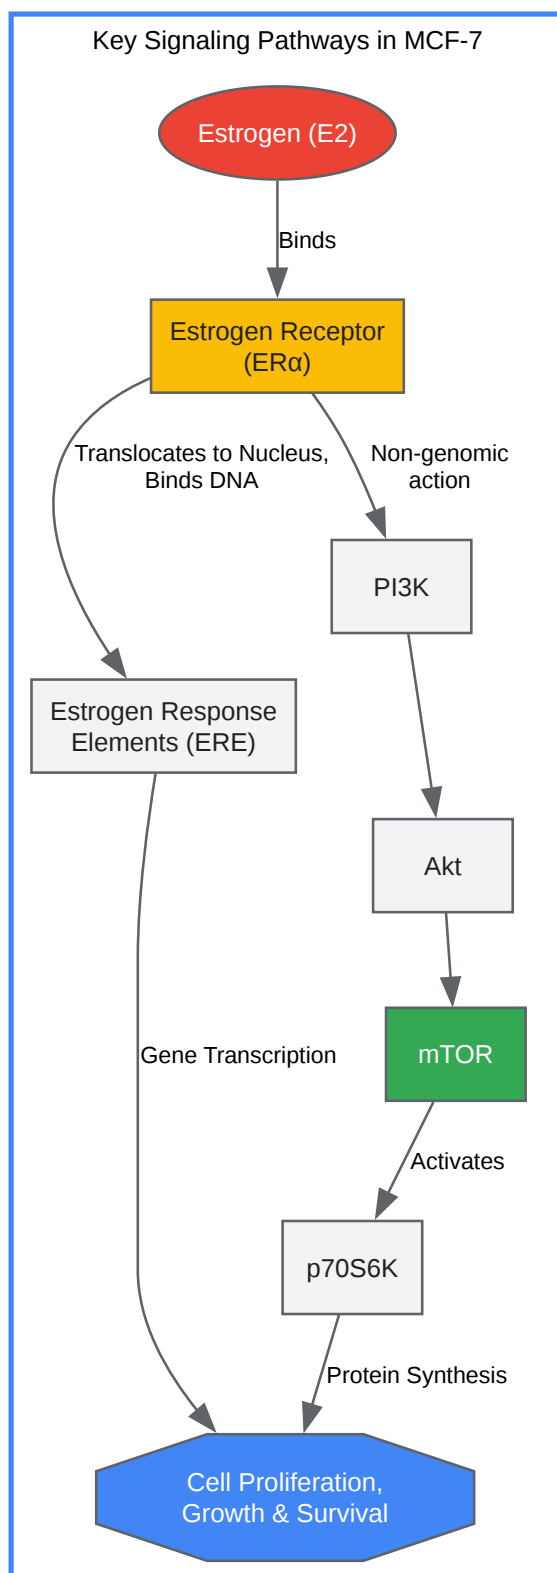 Key Signaling Pathways in MCF-7
Estrogen (E2)
Binds
Estrogen Receptor
(ERα)
Translocates to Nucleus,
Binds DNA
Non-genomic
action
PI3K
Estrogen Response
Elements (ERE)
Akt
Gene Transcription
mTOR
Activates
p70S6K
Protein Synthesis
Cell Proliferation,
Growth & Survival